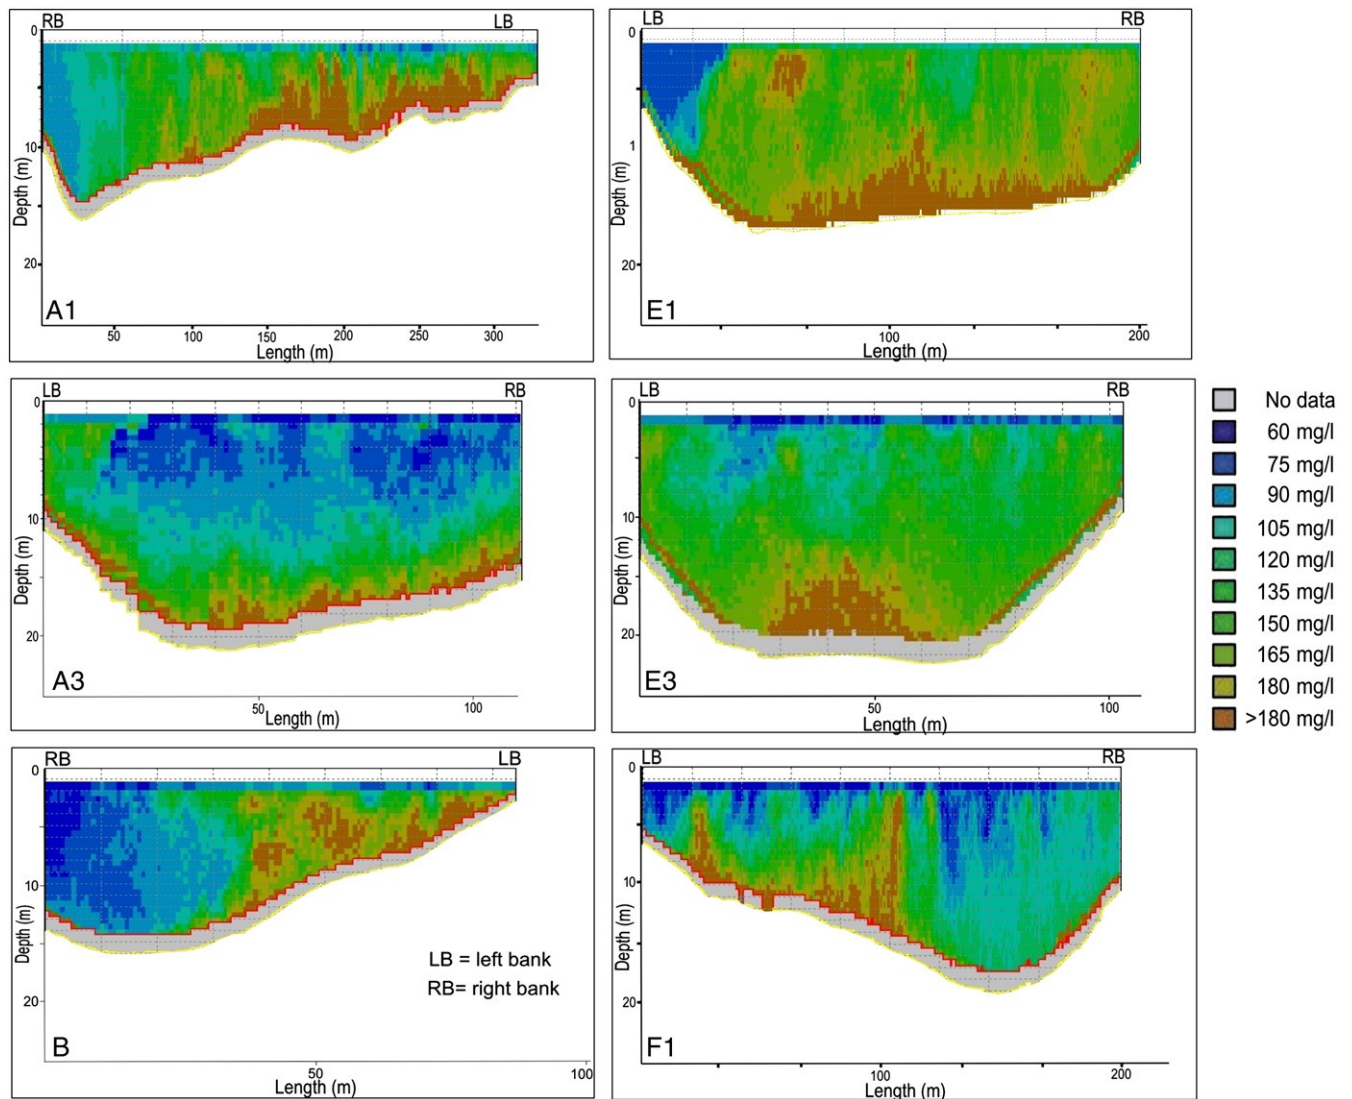 RB LB
0
10
20
Depth (m)
A1
50 100 150 200 250 300
Length (m)
LB RB
0
1
20
Depth (m)
E1
100 200
Length (m)
LB RB
0
10
20
Depth (m)
A3
50 100
Length (m)
LB RB
0
10
20
Depth (m)
E3
50 100
Length (m)
No data
60 mg/l
75 mg/l
90 mg/l
105 mg/l
120 mg/l
135 mg/l
150 mg/l
165 mg/l
180 mg/l
>180 mg/l
RB LB
0
10
20
Depth (m)
LB = left bank
RB= right bank
B
50 100
Length (m)
LB RB
0
10
20
Depth (m)
F1
100 200
Length (m)